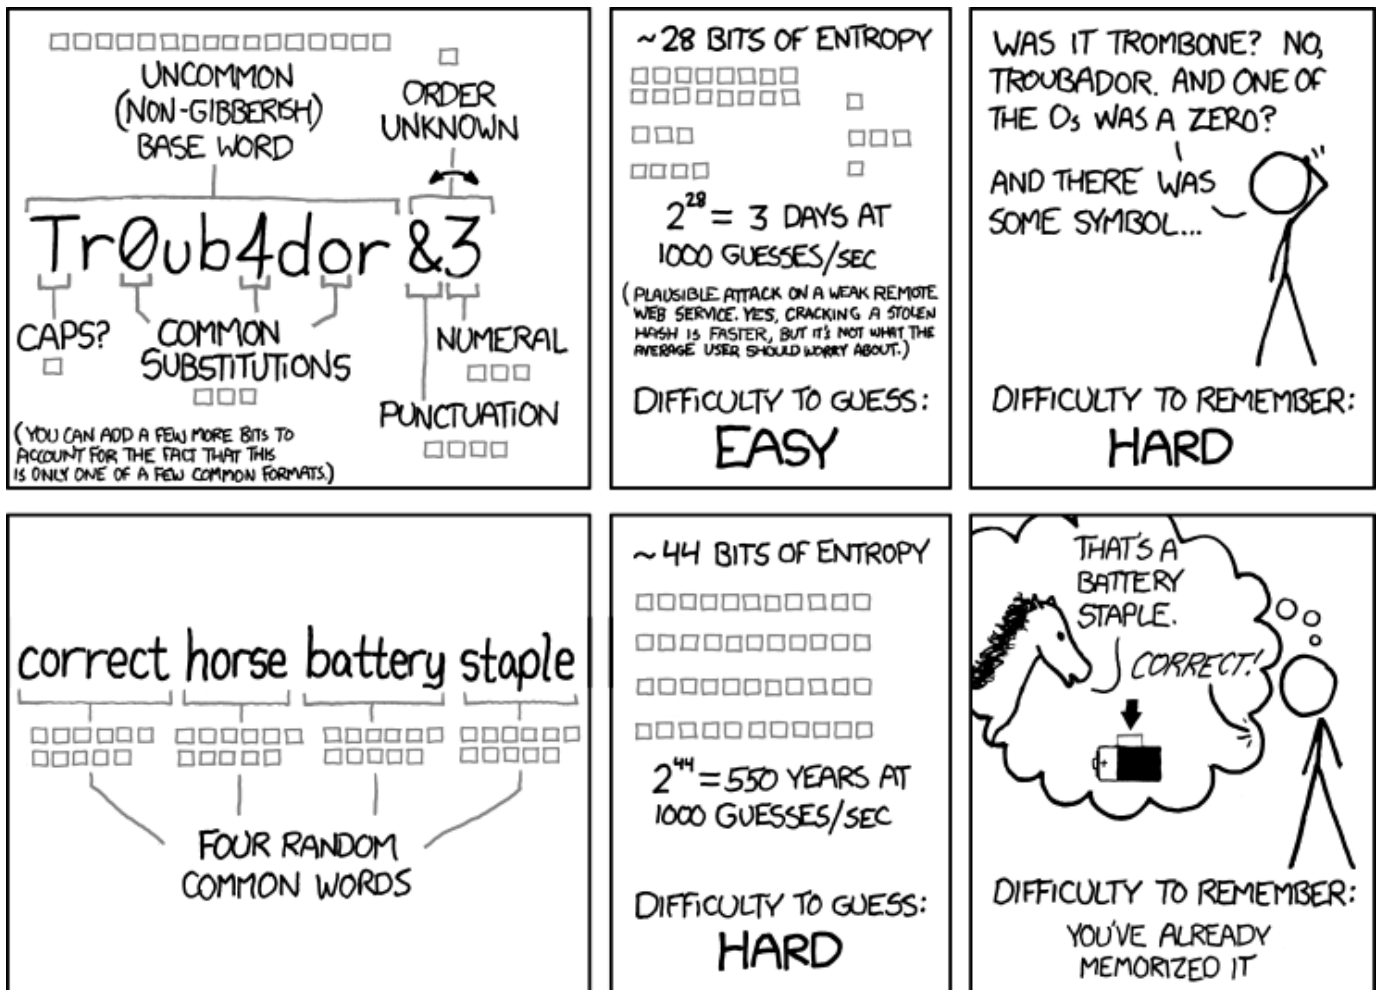 UNCOMMON
(NON-GIBBERISH)
BASE WORD
ORDER
UNKNOWN
Tr0ub4dor &3
CAPS?
COMMON
SUBSTITUTIONS
NUMERAL
PUNCTUATION
(YOU CAN ADD A FEW MORE BITS TO
ACCOUNT FOR THE FACT THAT THIS
IS ONLY ONE OF A FEW COMMON FORMATS.)
~28 BITS OF ENTROPY
2^28 = 3 DAYS AT
1000 GUESSES/SEC
(PLAUSIBLE ATTACK ON A WEAK REMOTE
WEB SERVICE. YES, CRACKING A STOLEN
HASH IS FASTER, BUT IT'S NOT WHAT THE
AVERAGE USER SHOULD WORRY ABOUT.)
DIFFICULTY TO GUESS:
EASY
WAS IT TROMBONE? NO,
TROUBADOR. AND ONE OF
THE Os WAS A ZERO?
AND THERE WAS
SOME SYMBOL...
DIFFICULTY TO REMEMBER:
HARD
correct horse battery staple
FOUR RANDOM
COMMON WORDS
~44 BITS OF ENTROPY
2^44 = 550 YEARS AT
1000 GUESSES/SEC
DIFFICULTY TO GUESS:
HARD
THAT'S A
BATTERY
STAPLE.
CORRECT!
+
DIFFICULTY TO REMEMBER:
YOU'VE ALREADY
MEMORIZED IT